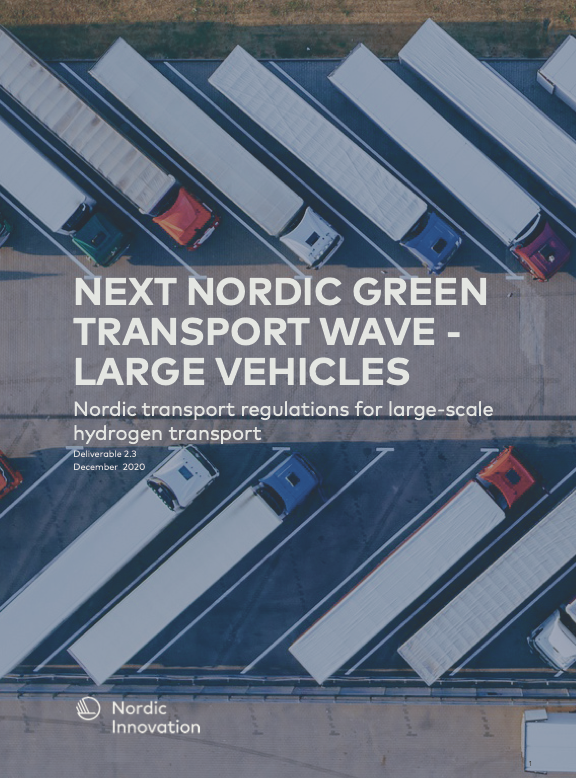 NEXT NORDIC GREEN
TRANSPORT WAVE -
LARGE VEHICLES
Nordic transport regulations for large-scale
hydrogen transport
Deliverable 2.3
December 2020
Nordic
Innovation